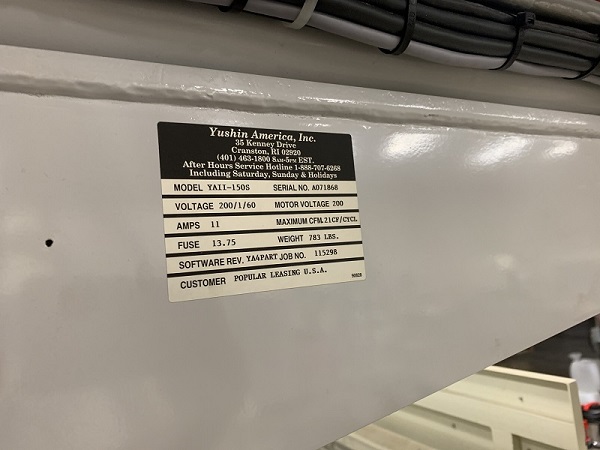 Yushin America, Inc.
35 Kenney Drive
Cranston, RI 02920
(401) 463-1800 8AM-5PM EST.
After Hours Service Hotline 1-888-707-6268
Including Saturday, Sunday & Holidays
MODEL YAII-150S SERIAL NO. A071868
VOLTAGE 200/1/60 MOTOR VOLTAGE 200
AMPS 11 MAXIMUM CFM .21CF/CYCL
FUSE 13.75 WEIGHT 783 LBS.
SOFTWARE REV. YA4PART JOB NO. 115298
CUSTOMER POPULAR LEASING U.S.A.